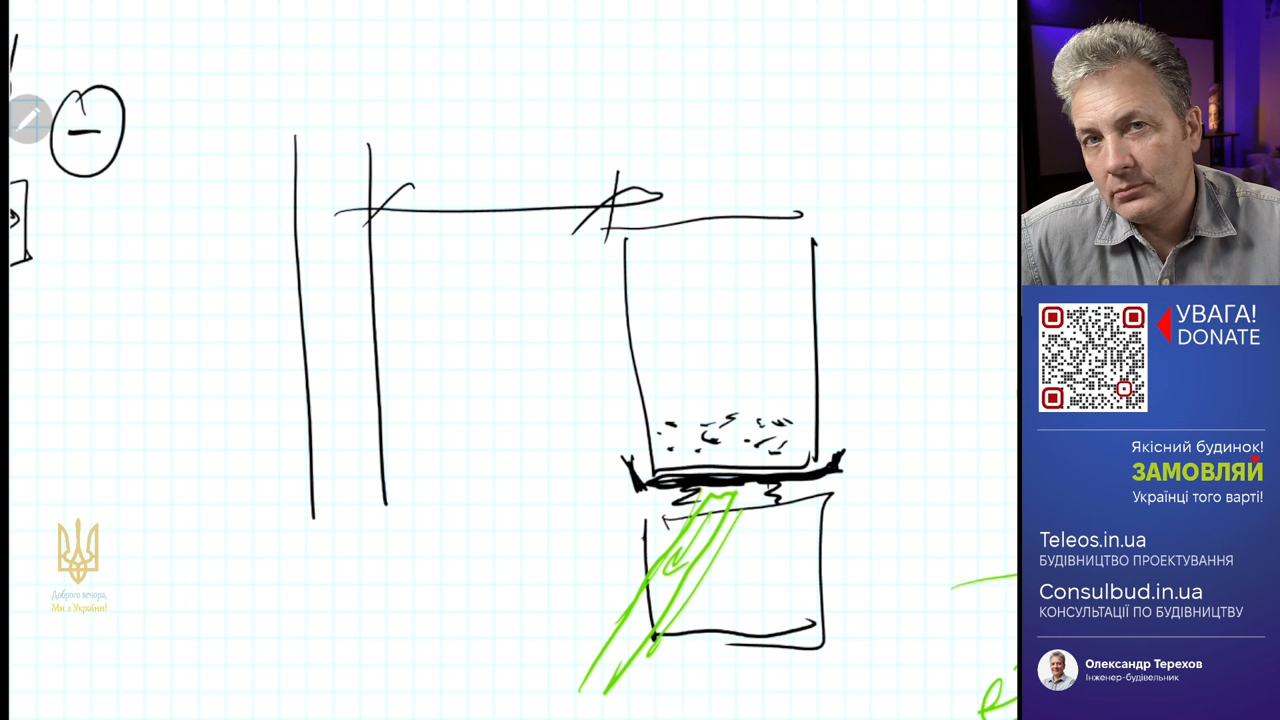 УВАГА!
DONATE
Якісний будинок!
ЗАМОВЛЯЙ
Українці того варті!
Teleos.in.ua
БУДІВНИЦТВО ПРОЕКТУВАННЯ
Consulbud.in.ua
КОНСУЛЬТАЦІЇ ПО БУДІВНИЦТВУ
Олександр Терехов
Інженер-будівельник
Доброго вечора,
Ми з України!